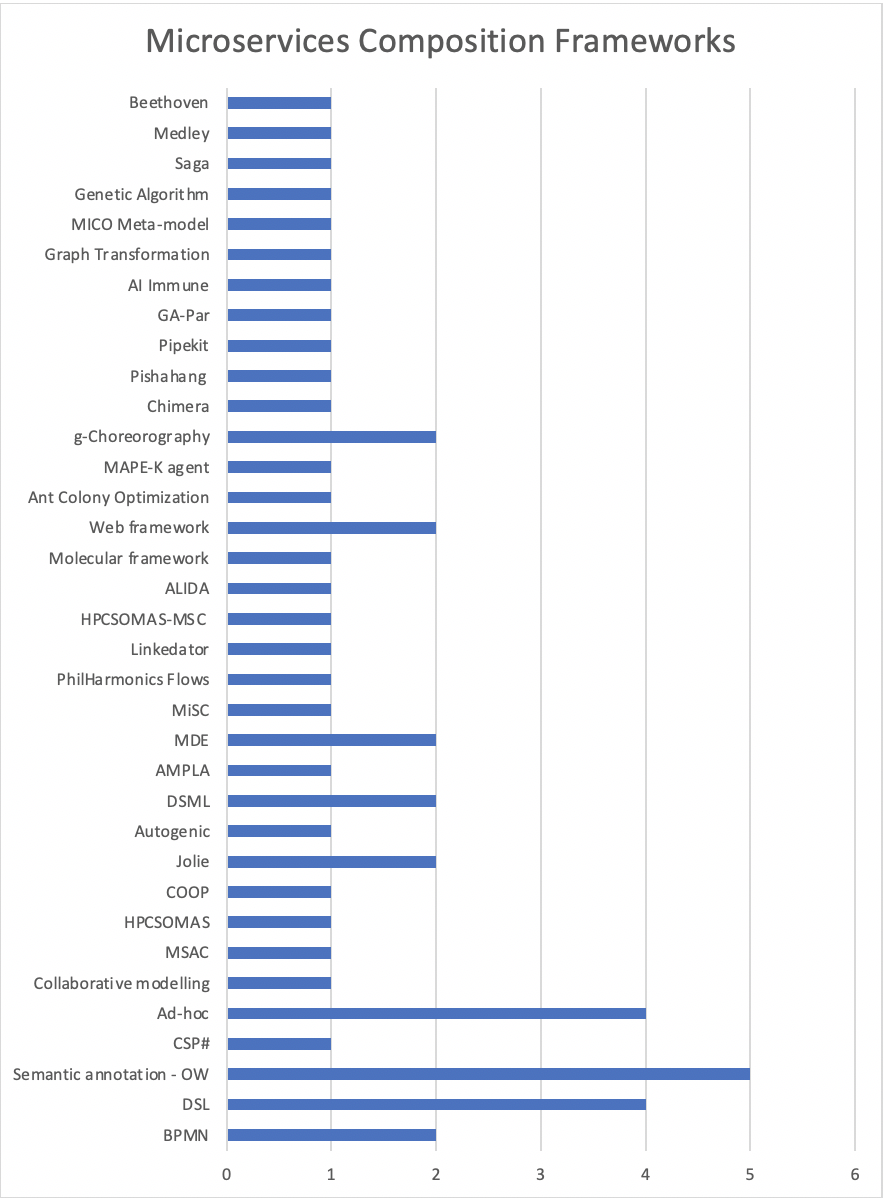 Microservices Composition Frameworks
Beethoven
Medley
Saga
Genetic Algorithm
MICO Meta-model
Graph Transformation
AI Immune
GA-Par
Pipekit
Pishahang
Chimera
g-Choreorography
MAPE-K agent
Ant Colony Optimization
Web framework
Molecular framework
ALIDA
HPCSOMAS-MSC
Linkedator
PhilHarmonics Flows
MiSC
MDE
AMPLA
DSML
Autogenic
Jolie
COOP
HPCSOMAS
MSAC
Collaborative modelling
Ad-hoc
CSP#
Semantic annotation - OW
DSL
BPMN
0 1 2 3 4 5 6